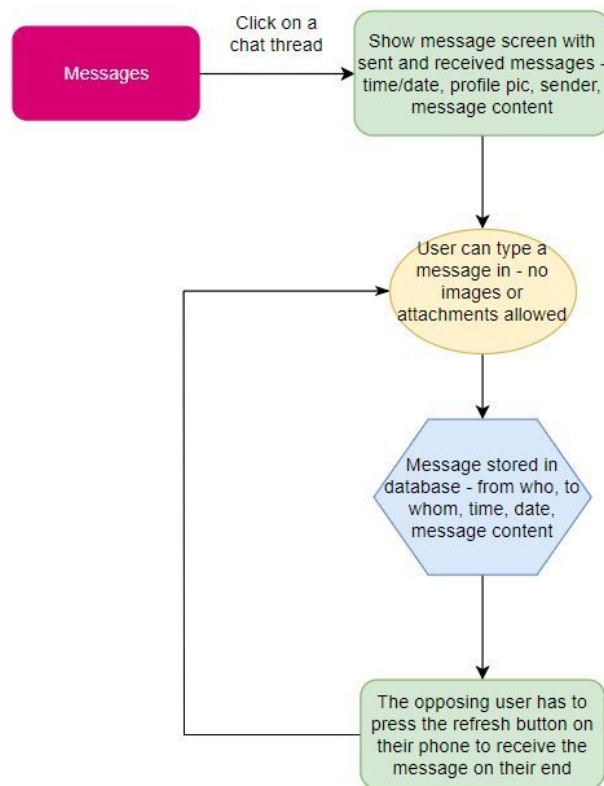 Messages
Click on a
chat thread
Show message screen with
sent and received messages -
time/date, profile pic, sender,
message content
User can type a
message in - no
images or
attachments allowed
Message stored in
database - from who, to
whom, time, date,
message content
The opposing user has to
press the refresh button on
their phone to receive the
message on their end